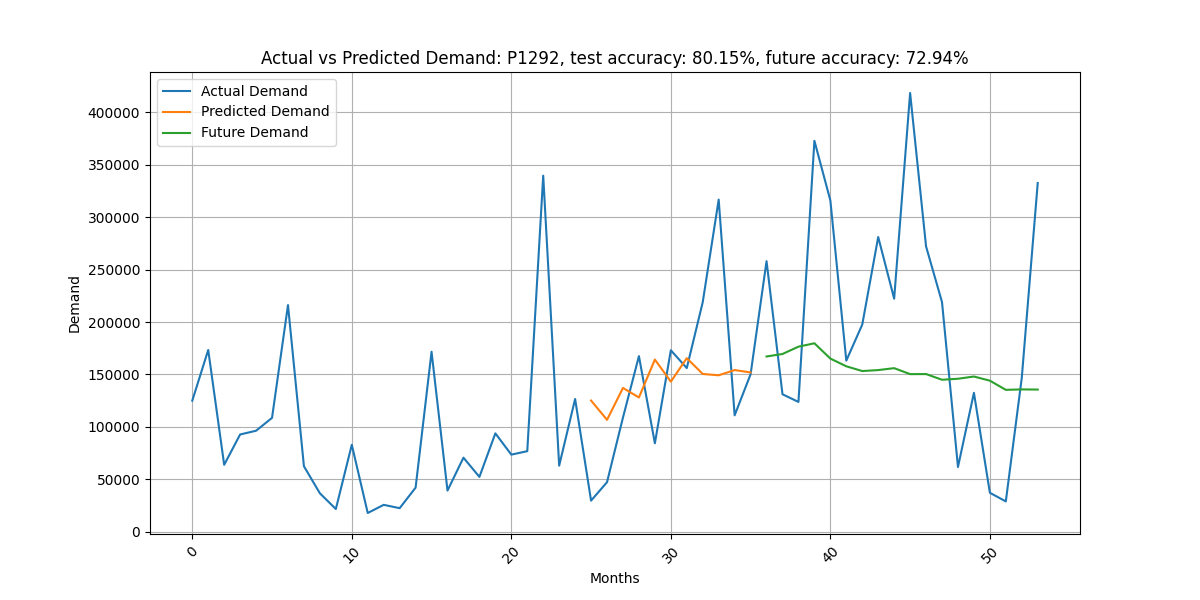 Actual vs Predicted Demand: P1292, test accuracy: 80.15%, future accuracy: 72.94%
Actual Demand
Predicted Demand
Future Demand
400000
350000
300000
250000
200000
150000
100000
50000
0
Demand
0
10
20
30
40
50
Months